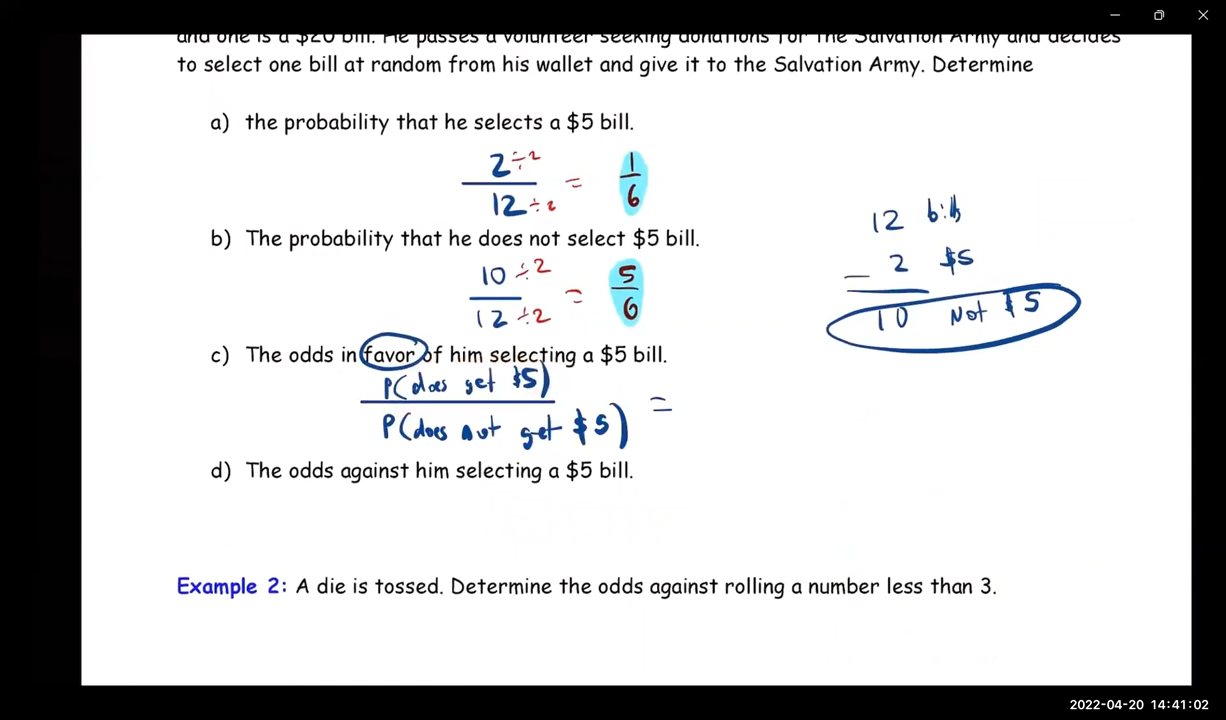 and one is a $20 bill. He passes a volunteer seeking donations for the Salvation Army and decides
to select one bill at random from his wallet and give it to the Salvation Army. Determine
a) the probability that he selects a $5 bill.
2 ÷2
12 ÷2
=
1
6
b) The probability that he does not select $5 bill.
10 ÷2
12 ÷2
=
5
6
12 bills
- 2 $5
10 Not $5
c) The odds in favor of him selecting a $5 bill.
P(does get $5)
P(does not get $5)
=
d) The odds against him selecting a $5 bill.
Example 2: A die is tossed. Determine the odds against rolling a number less than 3.
2022-04-20 14:41:02